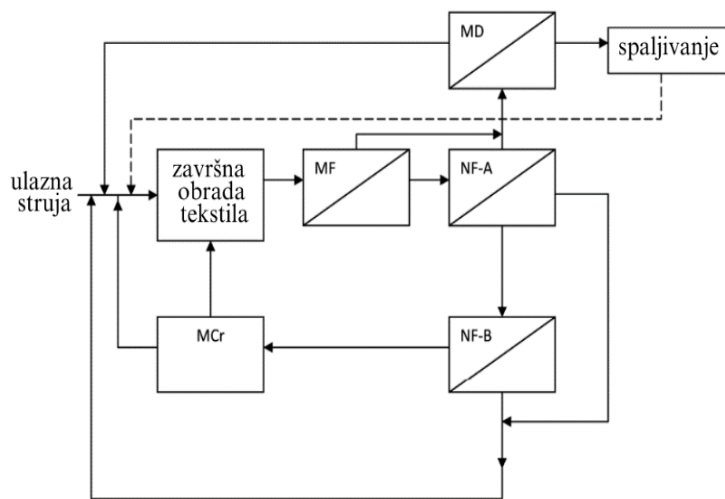 MD
spaljivanje
ulazna
struja
završna
obrada
tekstila
MF
NF-A
MCr
NF-B